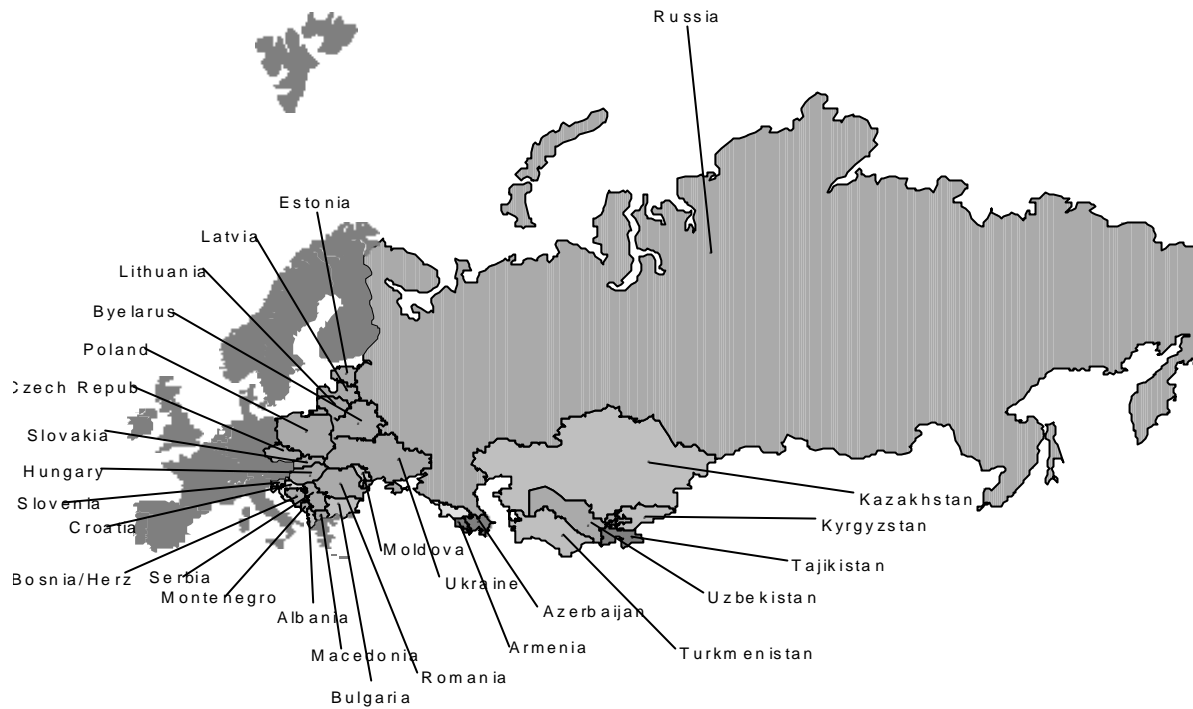 Russia
Estonia
Latvia
Lithuania
Byelarus
Poland
Czech Repub
Slovakia
Hungary
Slovenia
Croatia
Bosnia/Herz
Serbia
Montenegro
Albania
Macedonia
Bulgaria
Romania
Moldova
Ukraine
Azerbaijan
Armenia
Kazakhstan
Kyrgyzstan
Tajikistan
Uzbekistan
Turkmenistan